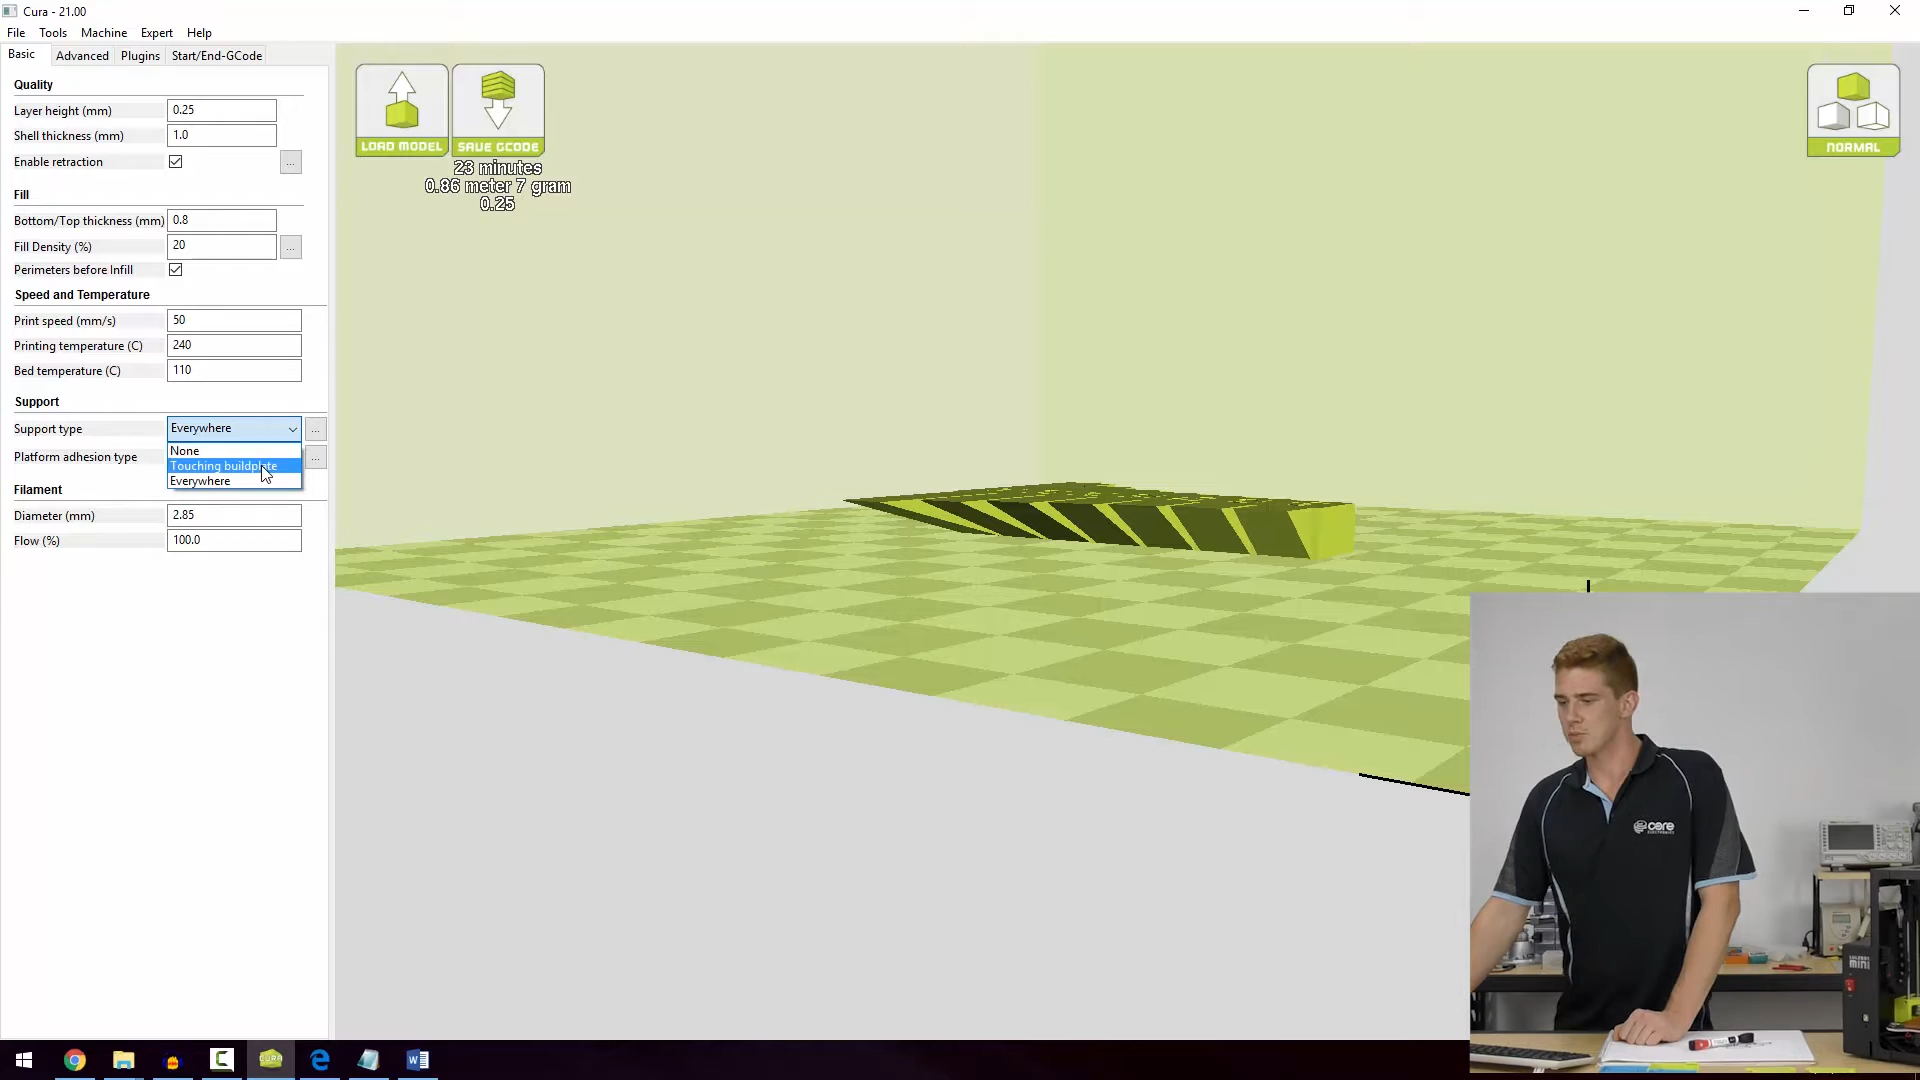 Cura - 21.00
File Tools Machine Expert Help
Basic Advanced Plugins Start/End-GCode
Quality
Layer height (mm) 0.25
Shell thickness (mm) 1.0
Enable retraction ...
Fill
Bottom/Top thickness (mm) 0.8
Fill Density (%) 20 ...
Perimeters before Infill
Speed and Temperature
Print speed (mm/s) 50
Printing temperature (C) 240
Bed temperature (C) 110
Support
Support type Everywhere ...
None
Platform adhesion type ...
Touching buildplate
Everywhere
Filament
Diameter (mm) 2.85
Flow (%) 100.0
LOAD MODEL SAVE GCODE
23 minutes
0.86 meter 7 gram
0.25
NORMAL
core
ELECTRONICS
LULZBOT
mini
CURA